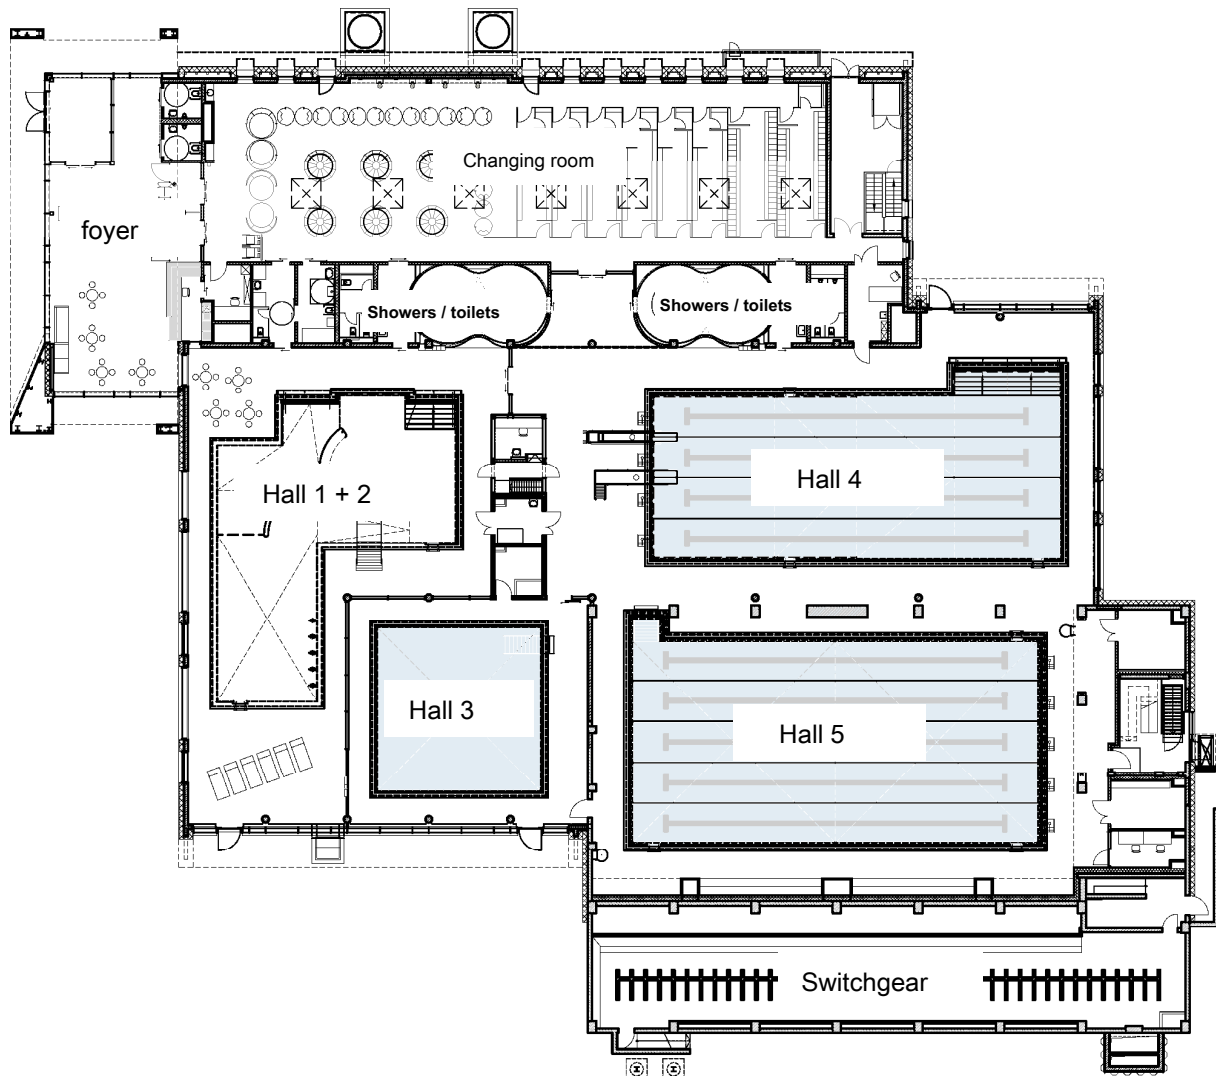 Changing room
foyer
Showers / toilets
Showers / toilets
Hall 4
Hall 1 + 2
Hall 3
Hall 5
Switchgear